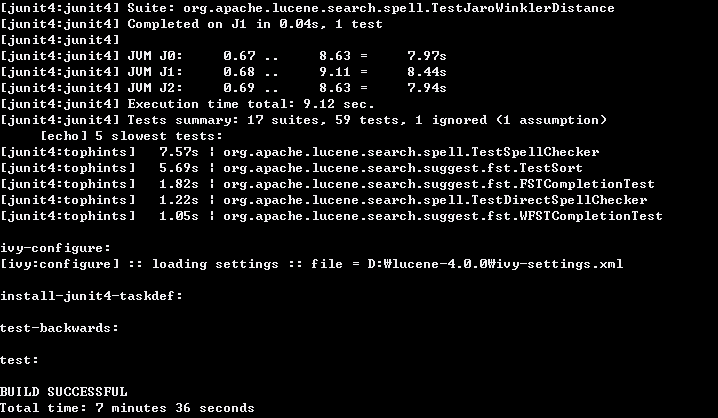 [junit4:junit4] Suite: org.apache.lucene.search.spell.TestJaroWinklerDistance
[junit4:junit4] Completed on J1 in 0.04s, 1 test
[junit4:junit4]
[junit4:junit4] JVM J0:     0.67 ..     8.63 =     7.97s
[junit4:junit4] JVM J1:     0.68 ..     9.11 =     8.44s
[junit4:junit4] JVM J2:     0.69 ..     8.63 =     7.94s
[junit4:junit4] Execution time total: 9.12 sec.
[junit4:junit4] Tests summary: 17 suites, 59 tests, 1 ignored (1 assumption)
     [echo] 5 slowest tests:
[junit4:tophints]   7.57s | org.apache.lucene.search.spell.TestSpellChecker
[junit4:tophints]   5.69s | org.apache.lucene.search.suggest.fst.TestSort
[junit4:tophints]   1.82s | org.apache.lucene.search.suggest.fst.FSTCompletionTest
[junit4:tophints]   1.22s | org.apache.lucene.search.spell.TestDirectSpellChecker
[junit4:tophints]   1.05s | org.apache.lucene.search.suggest.fst.WFSTCompletionTest
ivy-configure:
[ivy:configure] :: loading settings :: file = D:₩lucene-4.0.0₩ivy-settings.xml
install-junit4-taskdef:
test-backwards:
test:
BUILD SUCCESSFUL
Total time: 7 minutes 36 seconds